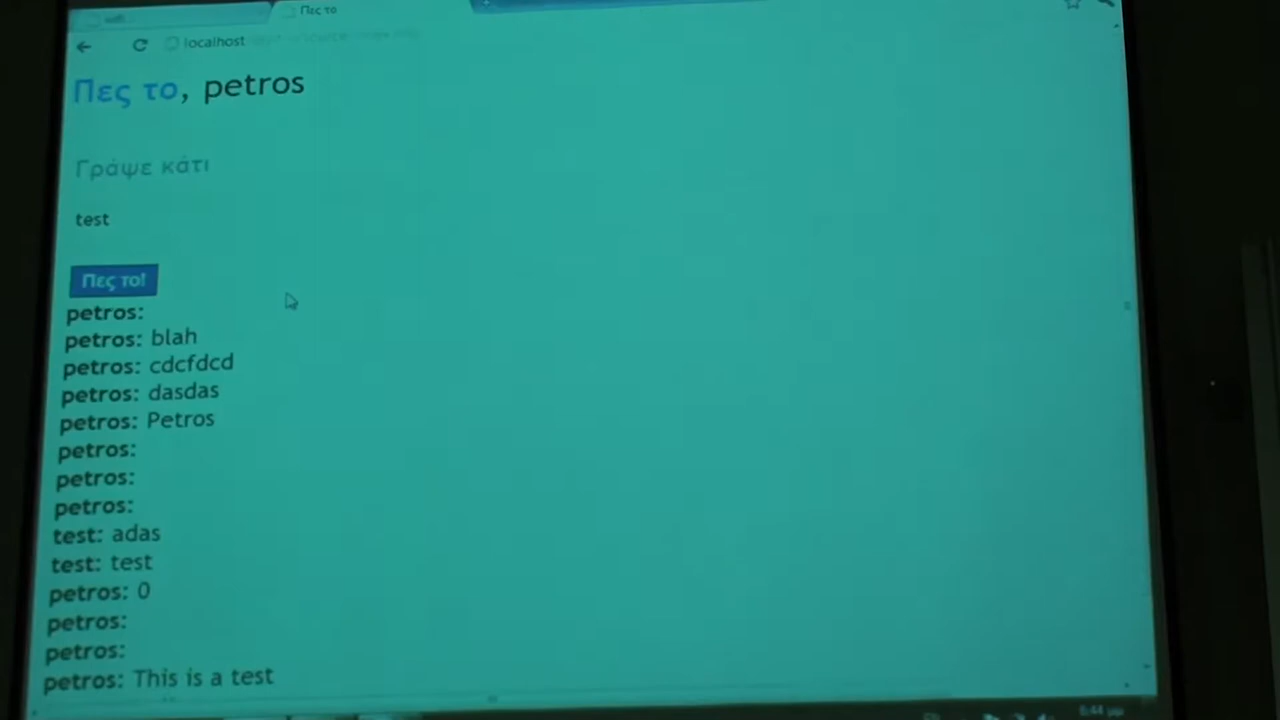 Πες το
localhost
Πες το, petros
Γράψε κάτι
test
Πες το!
petros:
petros: blah
petros: cdcfdcd
petros: dasdas
petros: Petros
petros:
petros:
petros:
test: adas
test: test
petros: 0
petros:
petros:
petros: This is a test